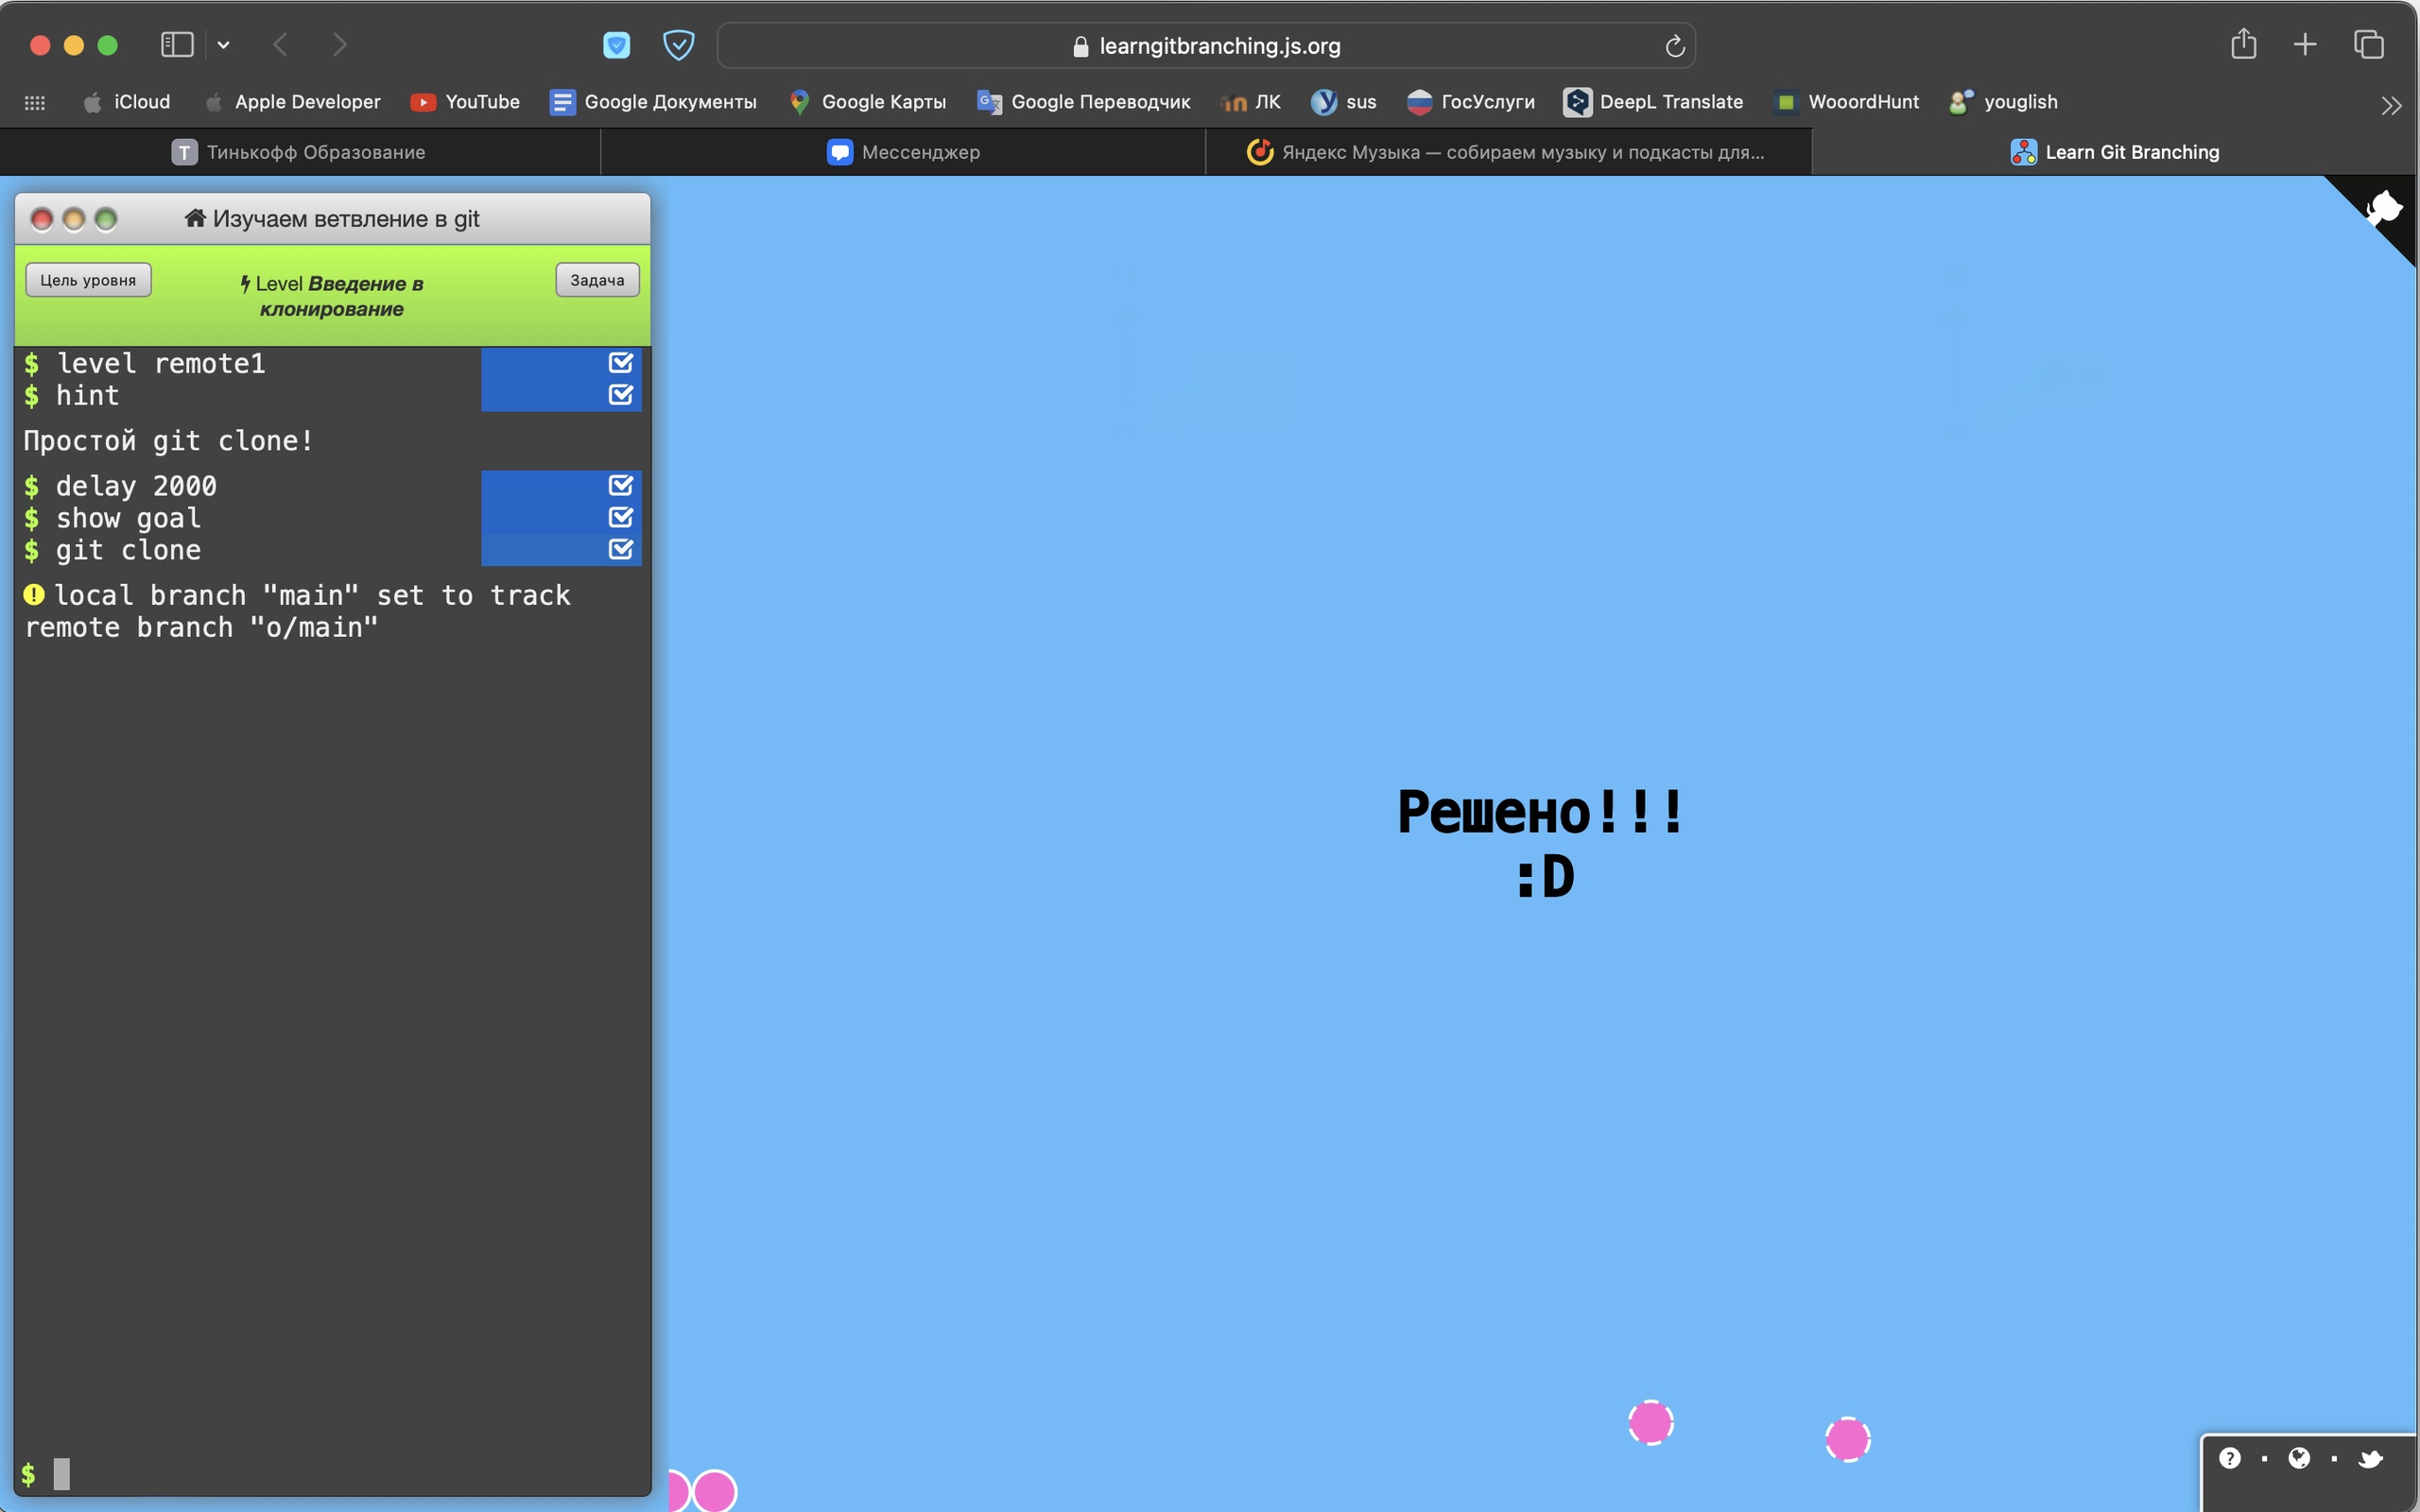 learngitbranching.js.org
iCloud Apple Developer YouTube Google Документы Google Карты Google Переводчик ЛК sus ГосУслуги DeepL Translate WooordHunt youglish
Тинькофф Образование Мессенджер Яндекс Музыка — собираем музыку и подкасты для... Learn Git Branching
Изучаем ветвление в git
Цель уровня
Level Введение в
клонирование
Задача
$ level remote1
$ hint
Простой git clone!
$ delay 2000
$ show goal
$ git clone
local branch "main" set to track
remote branch "o/main"
$
Решено!!!
:D